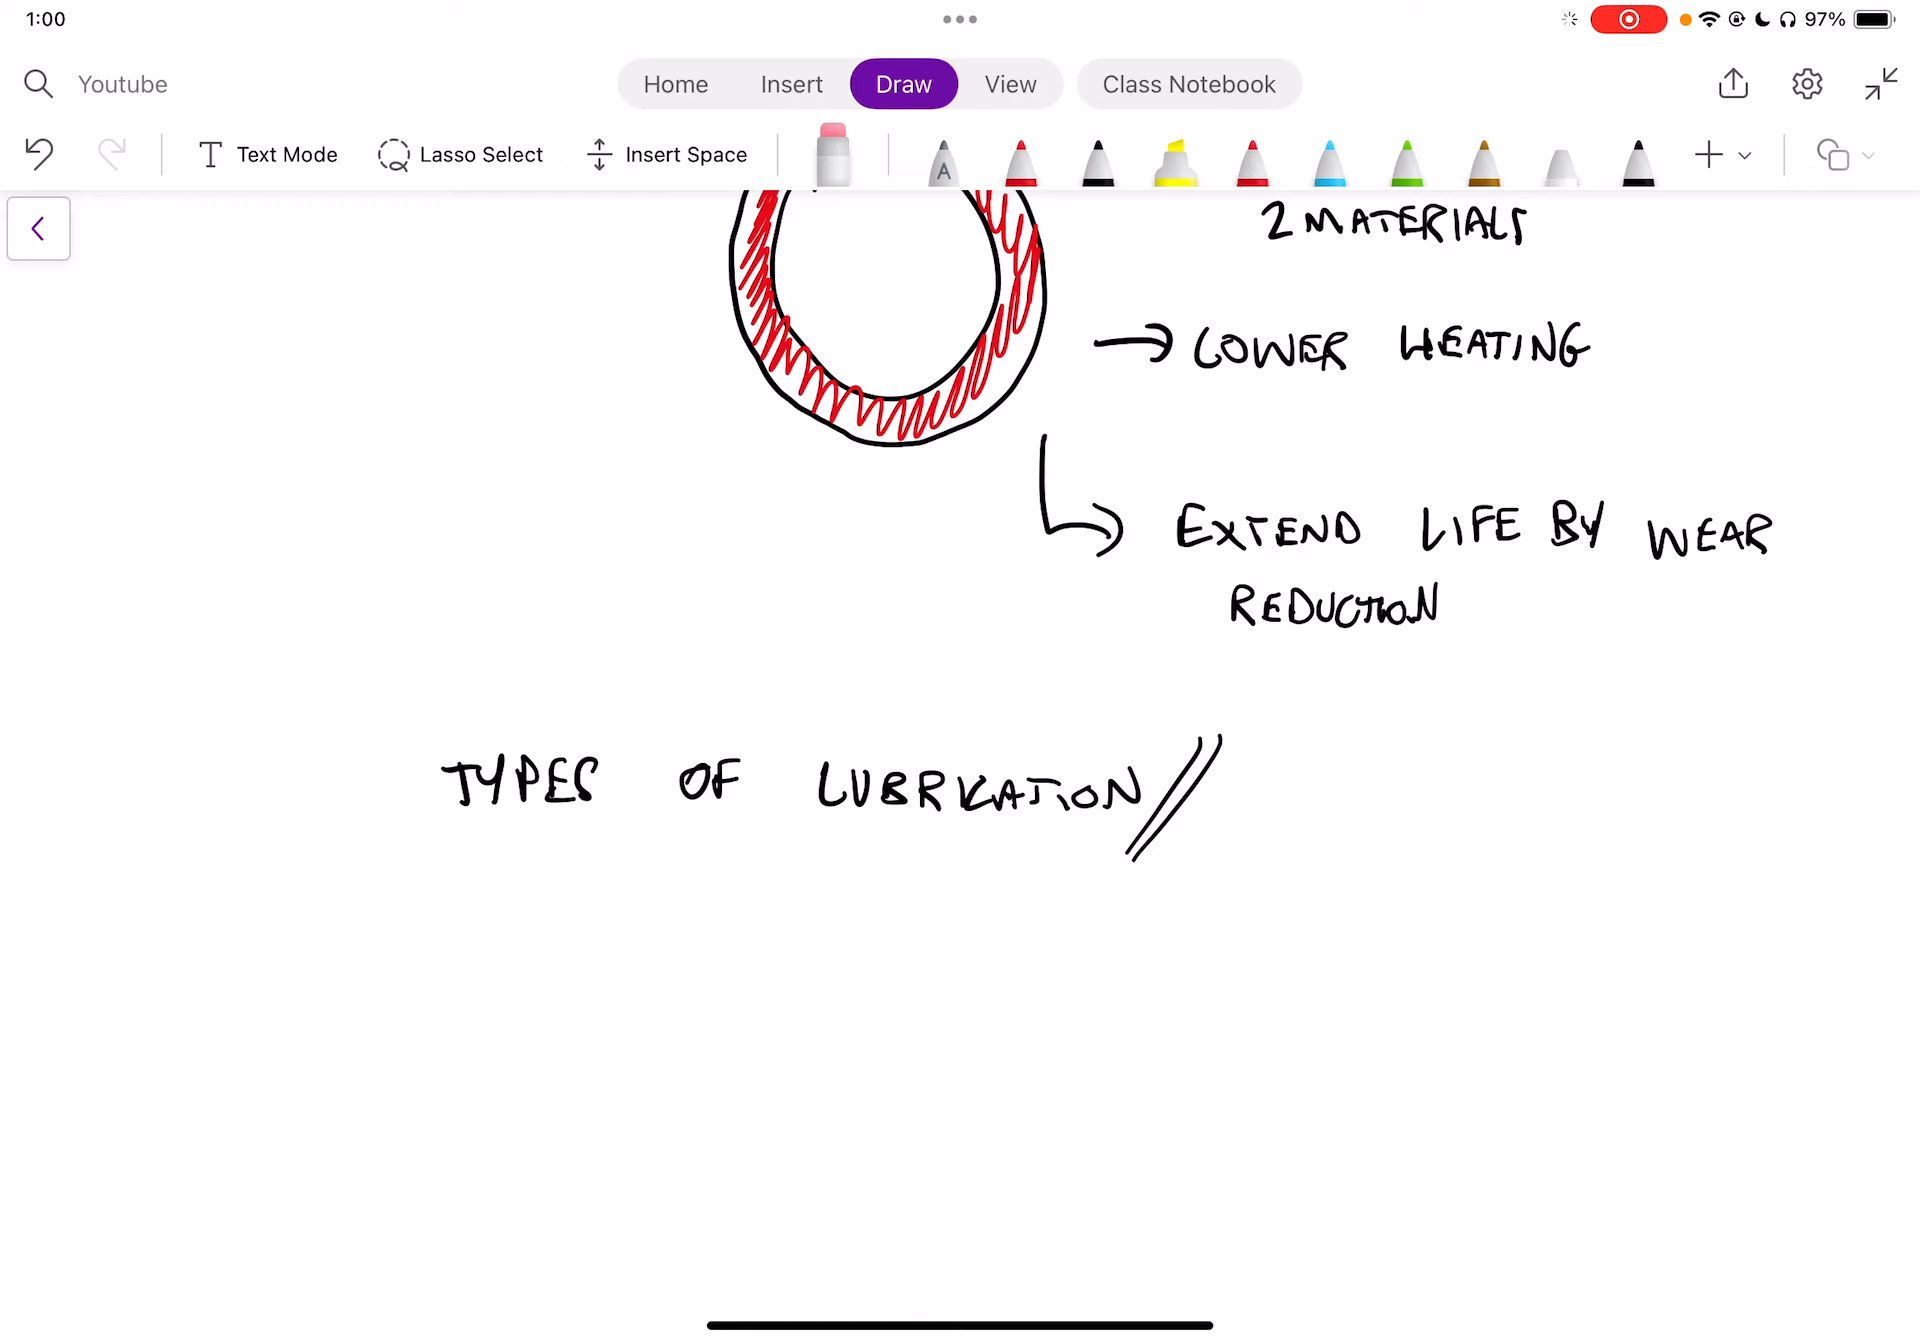 1:00
97%
Youtube
Home Insert Draw View Class Notebook
Text Mode Lasso Select Insert Space
A
2 MATERIALS
→ LOWER HEATING
EXTEND LIFE BY WEAR
REDUCTION
TYPES OF LUBRICATION //